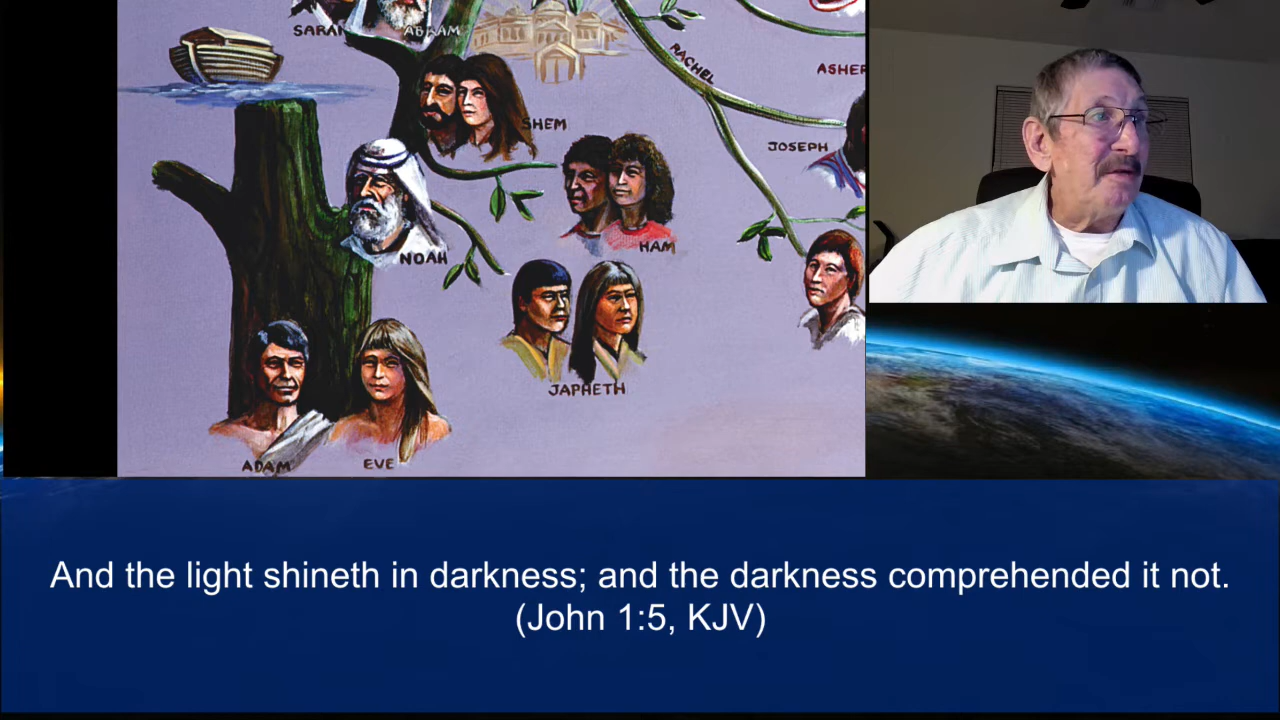 SARAH
ABRAM
RACHEL
ASHER
SHEM
JOSEPH
HAM
NOAH
JAPHETH
ADAM
EVE
And the light shineth in darkness; and the darkness comprehended it not.
(John 1:5, KJV)